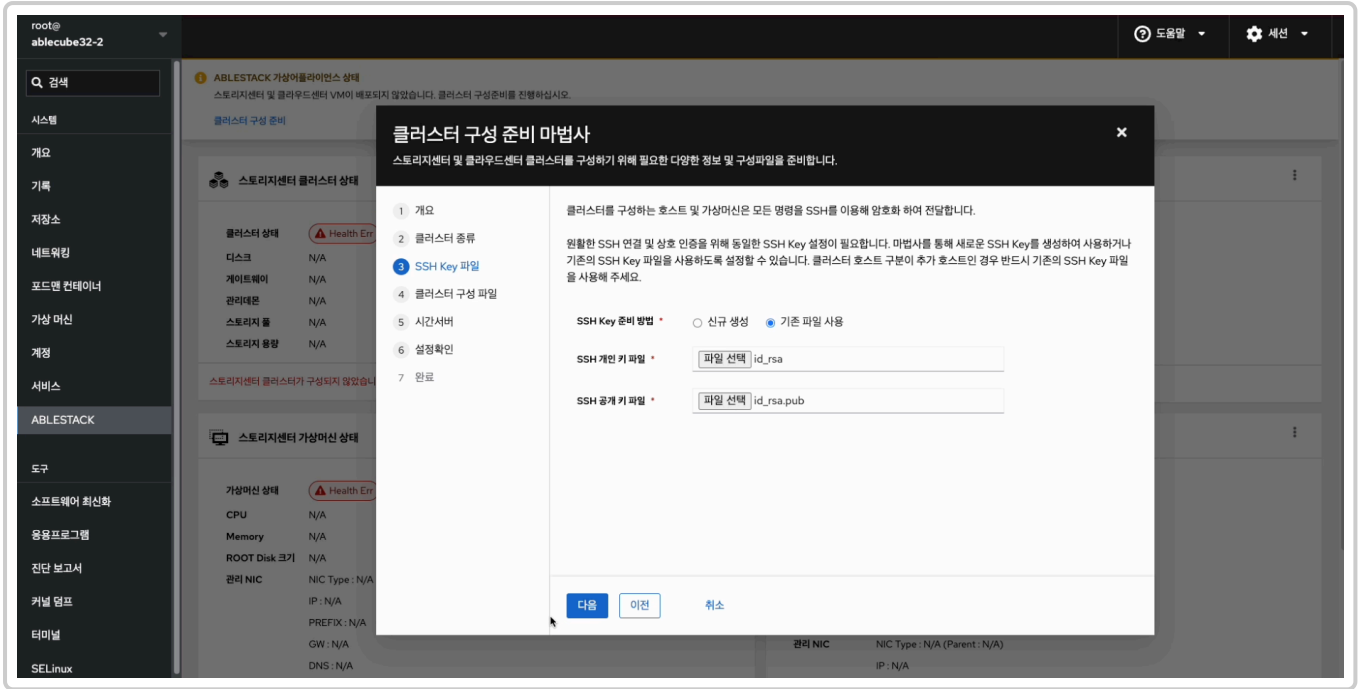 root@
ablecube32-2
도움말
세션
검색
시스템
개요
기록
저장소
네트워킹
포드맨 컨테이너
가상 머신
계정
서비스
ABLESTACK
도구
소프트웨어 최신화
응용프로그램
진단 보고서
커널 덤프
터미널
SELinux
ABLESTACK 가상어플라이언스 상태
스토리지센터 및 클라우드센터 VM이 배포되지 않았습니다. 클러스터 구성준비를 진행하십시오.
클러스터 구성 준비
스토리지센터 클러스터 상태
클러스터 상태 Health Err
디스크 N/A
게이트웨이 N/A
관리데몬 N/A
스토리지 풀 N/A
스토리지 용량 N/A
스토리지센터 클러스터가 구성되지 않았습니
스토리지센터 가상머신 상태
가상머신 상태 Health Err
CPU N/A
Memory N/A
ROOT Disk 크기 N/A
관리 NIC NIC Type : N/A
IP : N/A
PREFIX : N/A
GW : N/A
DNS : N/A
관리 NIC NIC Type : N/A (Parent : N/A)
IP : N/A
클러스터 구성 준비 마법사
스토리지센터 및 클라우드센터 클러스터를 구성하기 위해 필요한 다양한 정보 및 구성파일을 준비합니다.
1 개요
2 클러스터 종류
3 SSH Key 파일
4 클러스터 구성 파일
5 시간서버
6 설정확인
7 완료
클러스터를 구성하는 호스트 및 가상머신은 모든 명령을 SSH를 이용해 암호화 하여 전달합니다.
원활한 SSH 연결 및 상호 인증을 위해 동일한 SSH Key 설정이 필요합니다. 마법사를 통해 새로운 SSH Key를 생성하여 사용하거나
기존의 SSH Key 파일을 사용하도록 설정할 수 있습니다. 클러스터 호스트 구분이 추가 호스트인 경우 반드시 기존의 SSH Key 파일
을 사용해 주세요.
SSH Key 준비 방법 * 신규 생성 기존 파일 사용
SSH 개인 키 파일 * 파일 선택 id_rsa
SSH 공개 키 파일 * 파일 선택 id_rsa.pub
다음 이전 취소